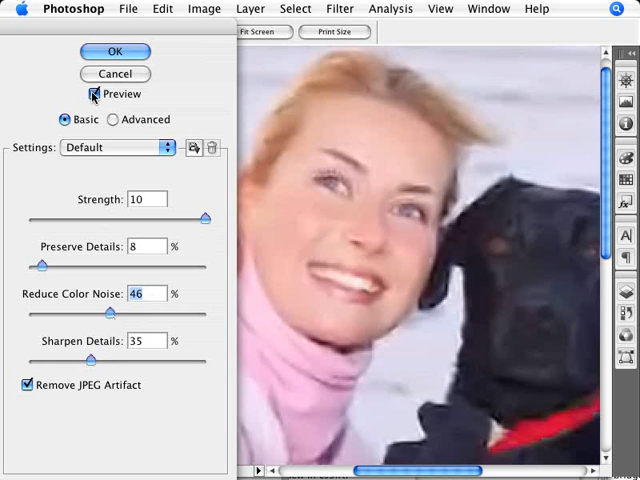 Photoshop File Edit Image Layer Select Filter Analysis View Window Help
Fit Screen Print Size
OK
Cancel
Preview
Basic Advanced
Settings: Default
Strength: 10
Preserve Details: 8 %
Reduce Color Noise: 46 %
Sharpen Details: 35 %
Remove JPEG Artifact